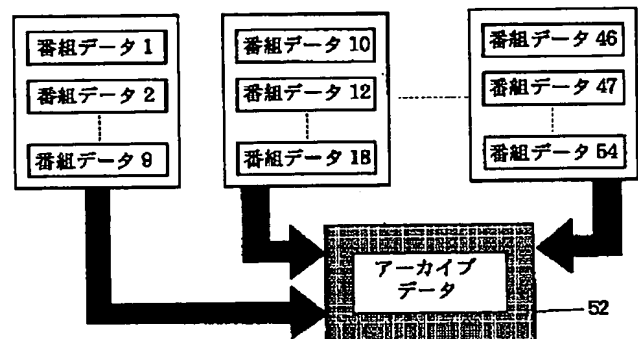 番組データ 1
番組データ 2
番組データ 9
番組データ 10
番組データ 12
番組データ 18
番組データ 46
番組データ 47
番組データ 54
アーカイブ
データ
52